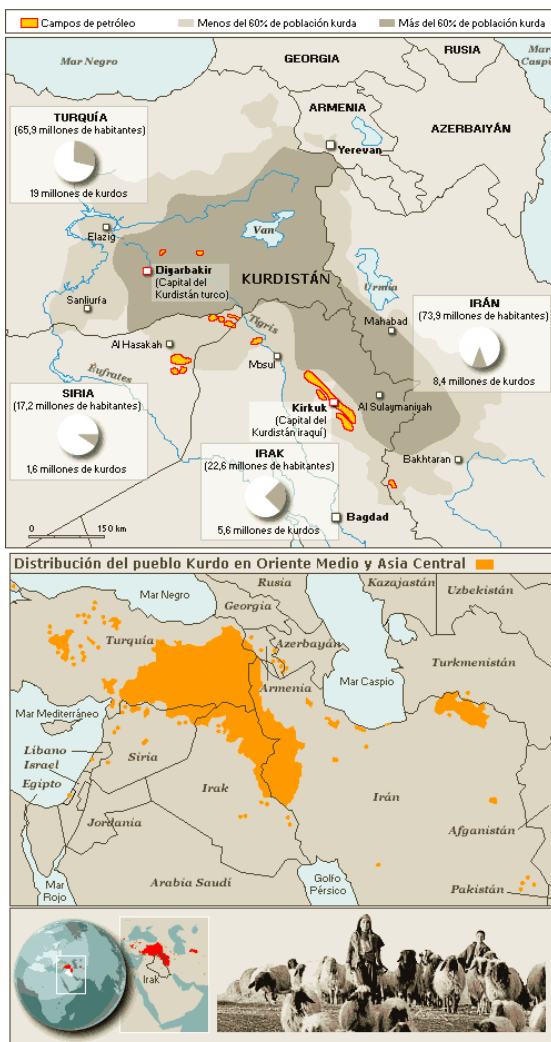 Campos de petróleo
Menos del 60% de población kurda
Más del 60% de población kurda
Mar Negro
GEORGIA
RUSIA
Mar
Caspio
ARMENIA
AZERBAIYÁN
Yerevan
TURQUÍA
(65,9 millones de habitantes)
19 millones de kurdos
Elazig
Van
Diyarbakir
(Capital del
Kurdistán turco)
KURDISTÁN
Urmia
Sanliurfa
Tigris
Mahabad
IRÁN
(73,9 millones de habitantes)
8,4 millones de kurdos
Al Hasakah
Mosul
Éufrates
SIRIA
(17,2 millones de habitantes)
1,6 millones de kurdos
Kirkuk
(Capital del
Kurdistán iraquí)
Al Sulaymaniyah
IRAK
(22,6 millones de habitantes)
5,6 millones de kurdos
Bakhtaran
0
150 km
Bagdad
Distribución del pueblo Kurdo en Oriente Medio y Asia Central
Mar Negro
Rusia
Kazajastán
Uzbekistán
Georgia
Turquía
Azerbayán
Armenia
Mar Caspio
Turkmenistán
Mar Mediterráneo
Líbano
Israel
Egipto
Siria
Irak
Irán
Jordania
Afganistán
Mar
Rojo
Arabia Saudí
Golfo
Pérsico
Pakistán
Irak